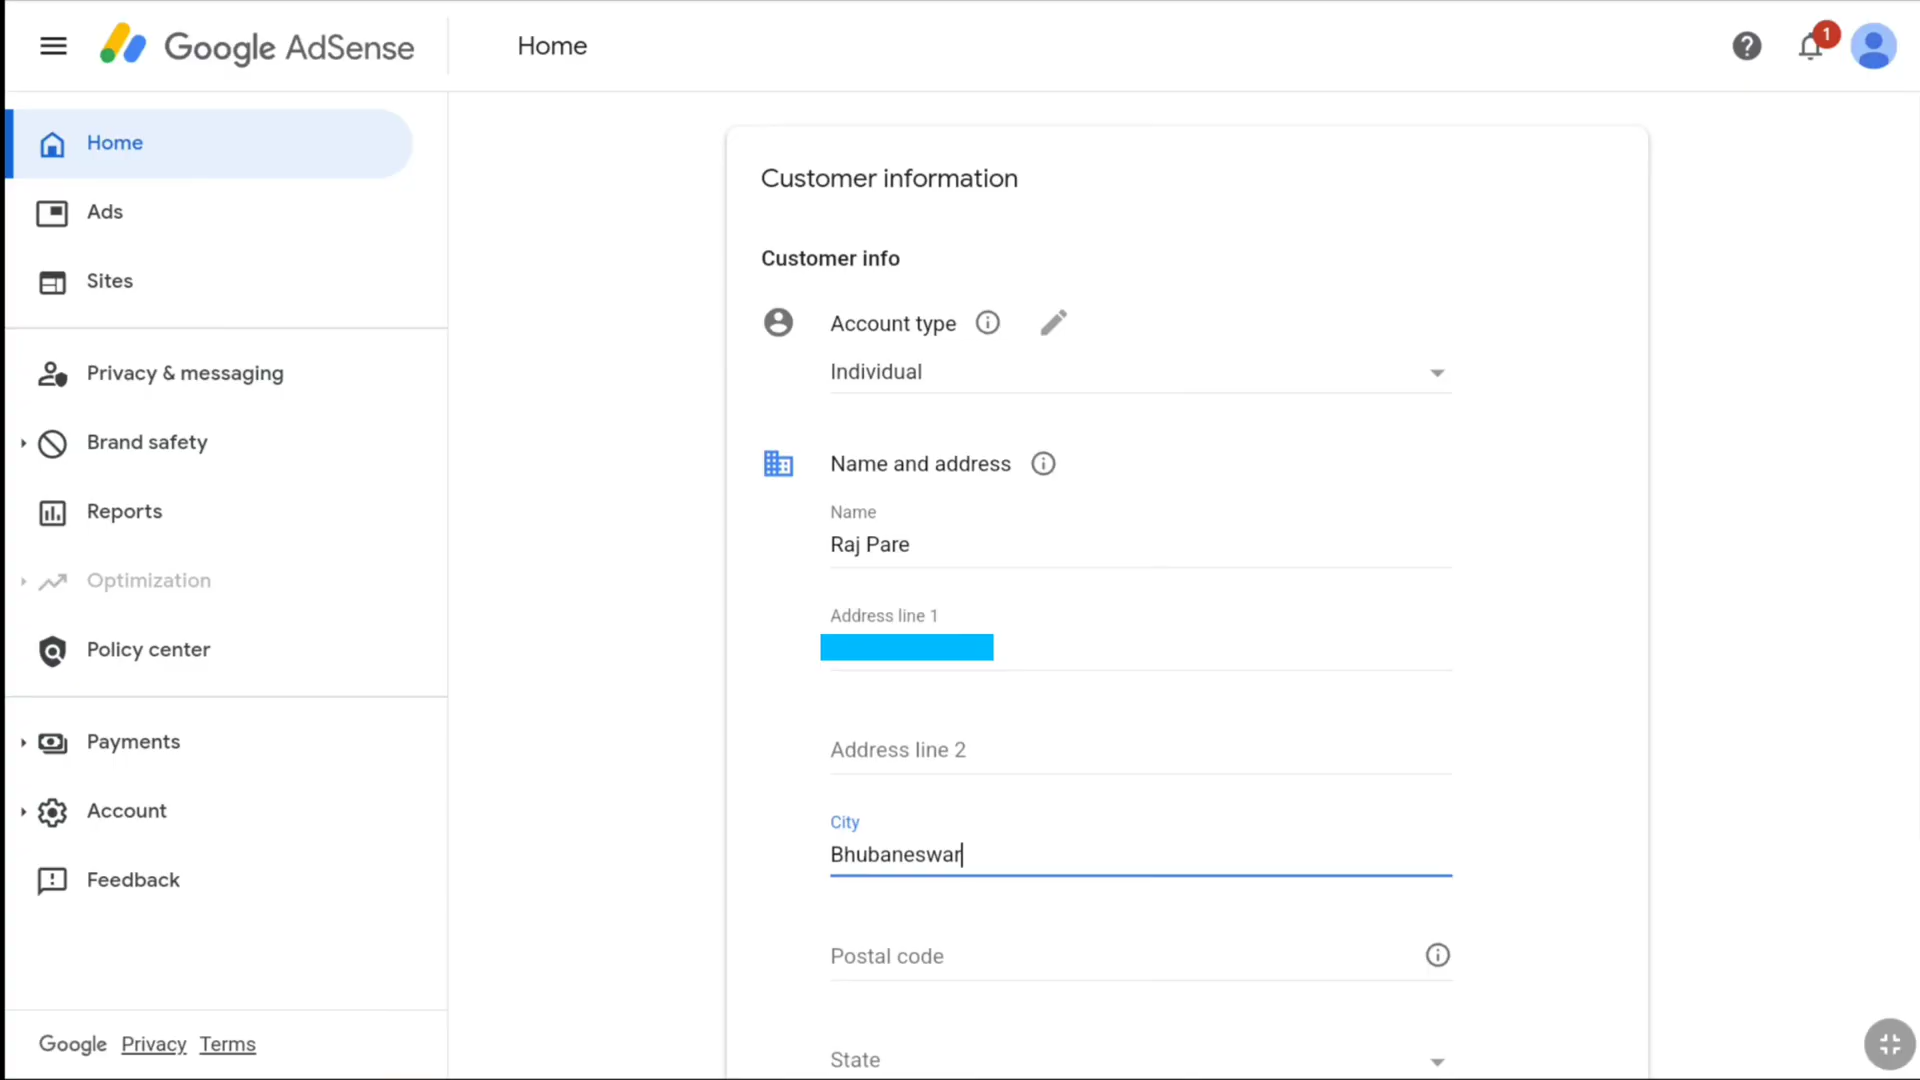 Google AdSense
Home
1
Home
Ads
Sites
Privacy & messaging
Brand safety
Reports
Optimization
Policy center
Payments
Account
Feedback
Google Privacy Terms
Customer information
Customer info
Account type
Individual
Name and address
Name
Raj Pare
Address line 1
Address line 2
City
Bhubaneswar
Postal code
State